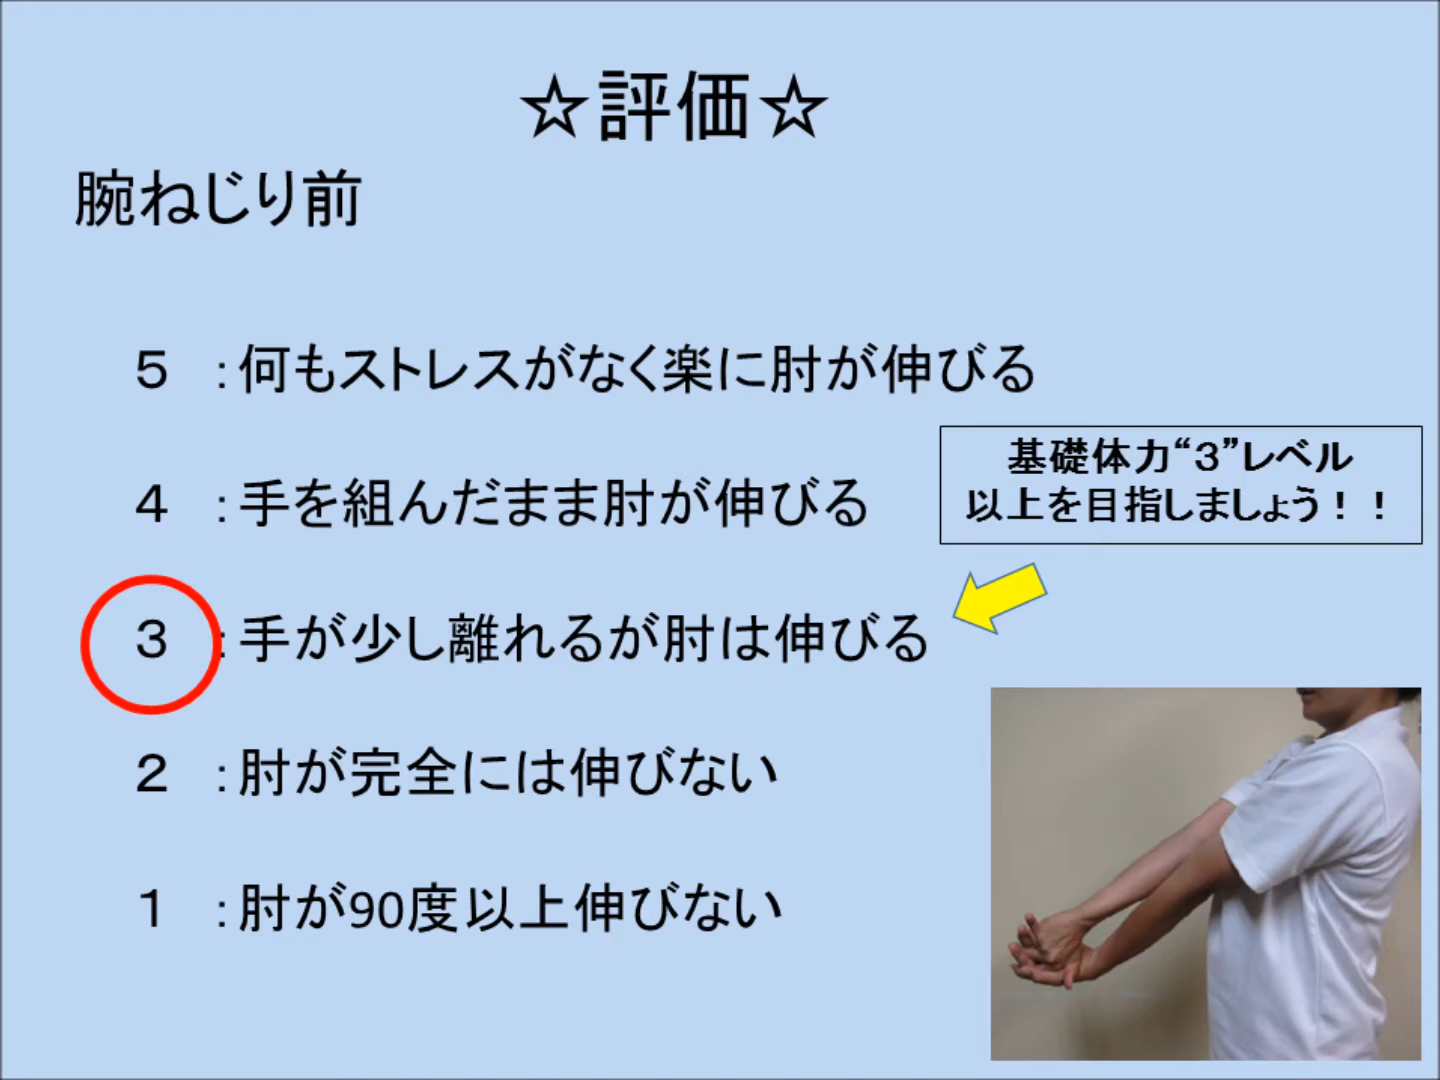 ☆評価☆
腕ねじり前
５ ：何もストレスがなく楽に肘が伸びる
４ ：手を組んだまま肘が伸びる
基礎体力“３”レベル
以上を目指しましょう！！
３ ：手が少し離れるが肘は伸びる
２ ：肘が完全には伸びない
１ ：肘が90度以上伸びない